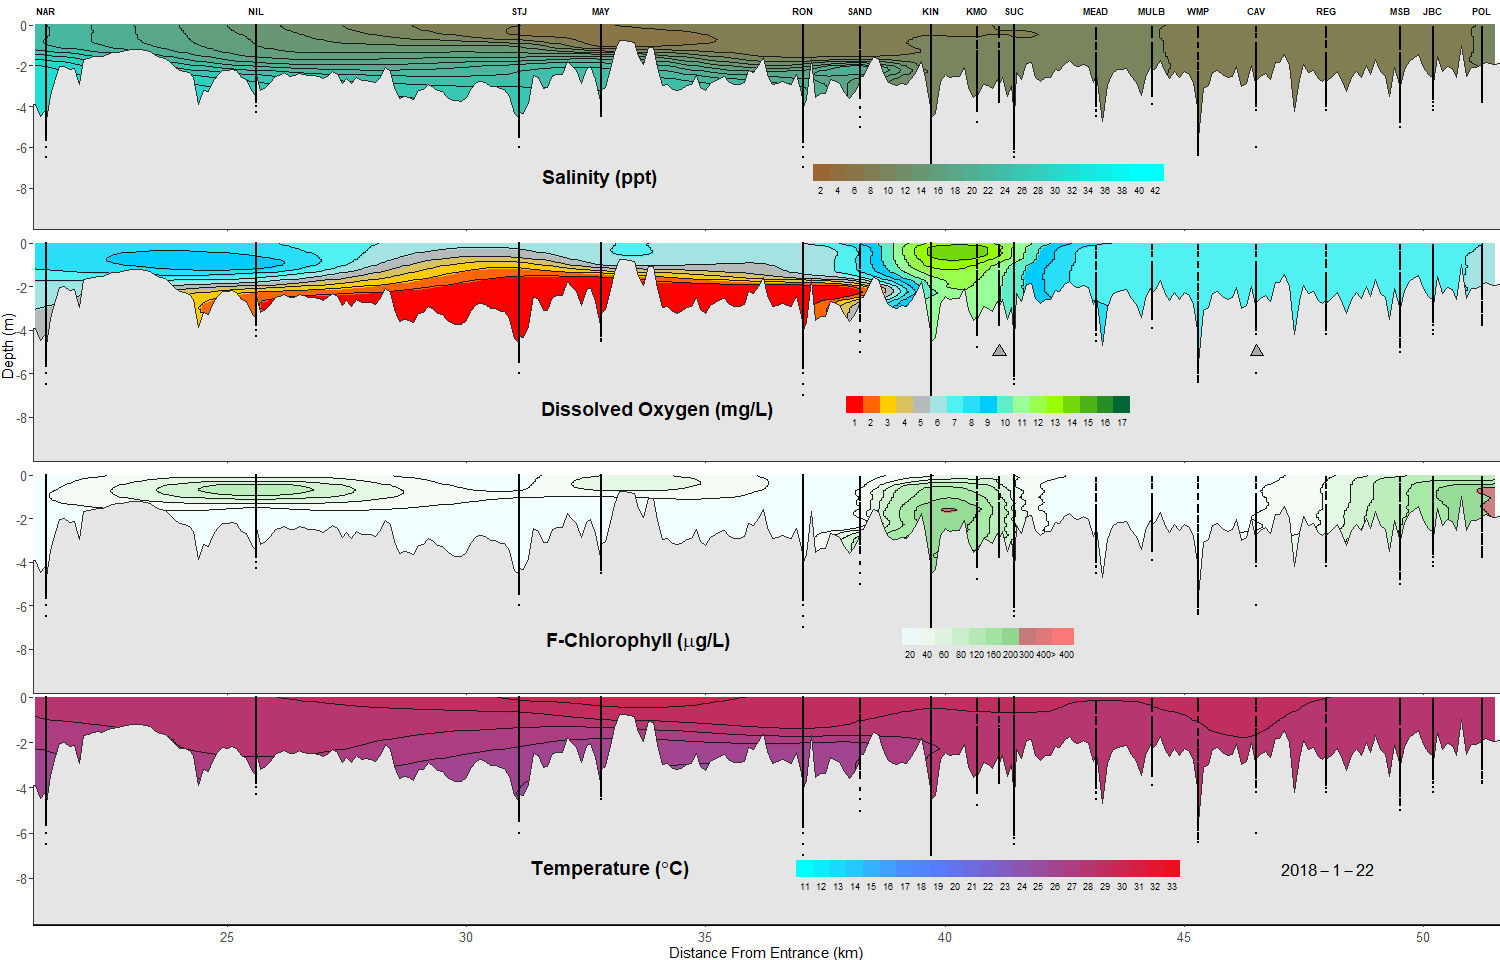 NAR NIL STJ MAY RON SAND KIN KMO SUC MEAD MULB WMP CAV REG MSB JBC POL
0
-2
-4
-6
-8
Salinity (ppt)
2 4 6 8 10 12 14 16 18 20 22 24 26 28 30 32 34 36 38 40 42
0
-2
-4
-6
-8
Depth (m)
Dissolved Oxygen (mg/L)
1 2 3 4 5 6 7 8 9 10 11 12 13 14 15 16 17
0
-2
-4
-6
-8
F-Chlorophyll (μg/L)
20 40 60 80 120 160 200 300 400> 400
0
-2
-4
-6
-8
Temperature (°C)
11 12 13 14 15 16 17 18 19 20 21 22 23 24 25 26 27 28 29 30 31 32 33
2018-1-22
25 30 35 40 45 50
Distance From Entrance (km)